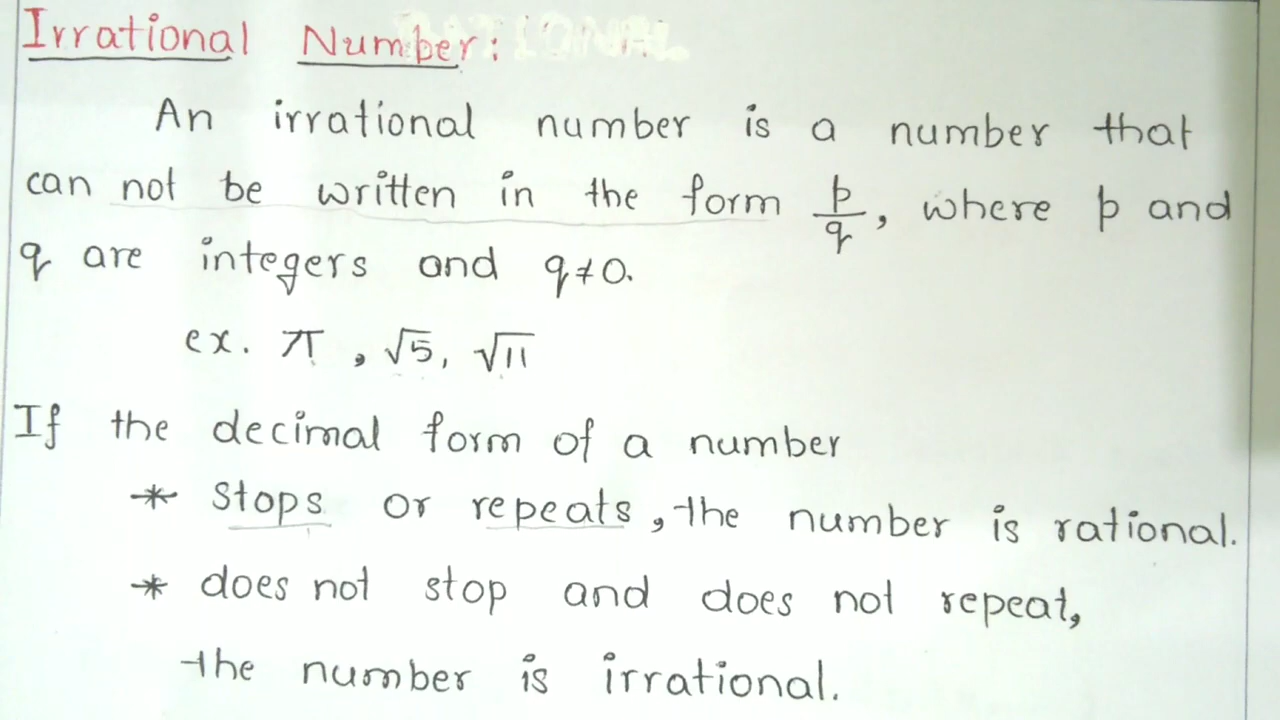 Irrational Number:
An irrational number is a number that
can not be written in the form p/q, where p and
q are integers and q≠0.
ex. π, √5, √11
If the decimal form of a number
* stops or repeats, the number is rational.
* does not stop and does not repeat,
the number is irrational.